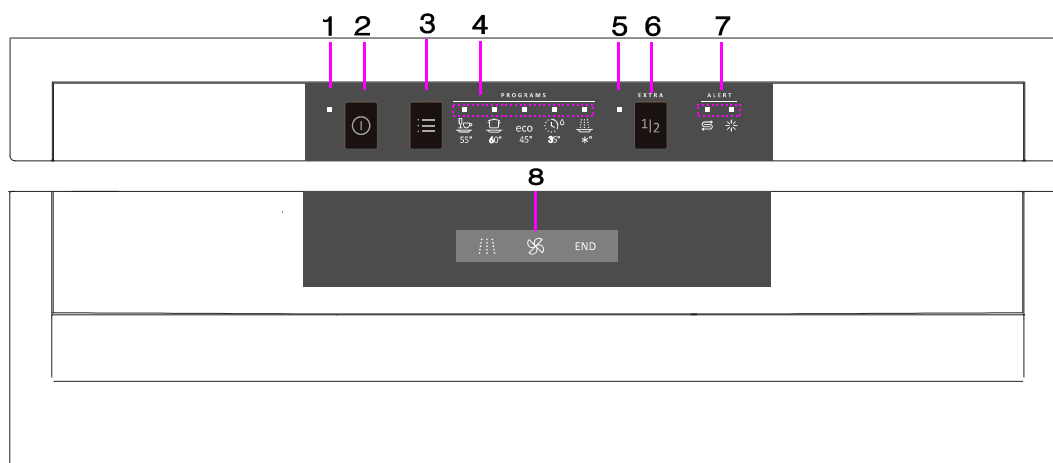 1 2 3 4 5 6 7
PROGRAMS EXTRA ALERT
1|2
eco
55° 60° 45° 35° *°
8
END